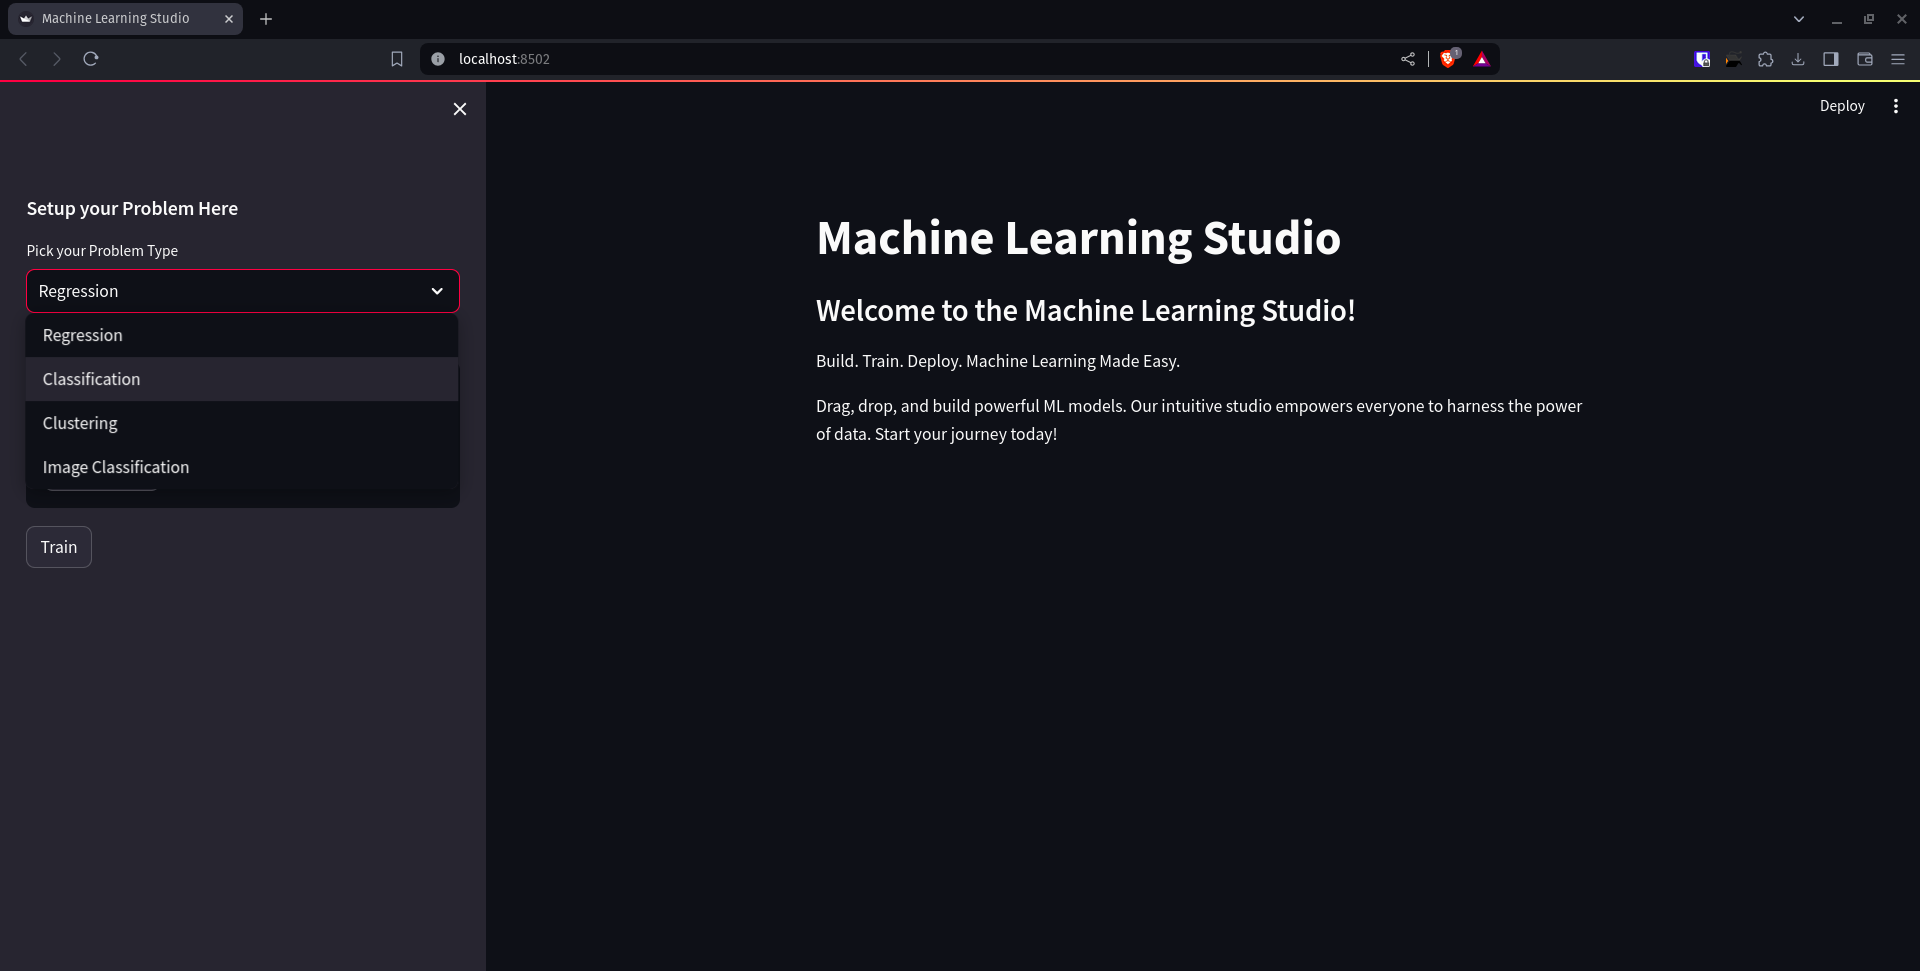 Machine Learning Studio
localhost:8502
1
Deploy
Setup your Problem Here
Pick your Problem Type
Regression
Regression
Classification
Clustering
Image Classification
Train
Machine Learning Studio
Welcome to the Machine Learning Studio!
Build. Train. Deploy. Machine Learning Made Easy.
Drag, drop, and build powerful ML models. Our intuitive studio empowers everyone to harness the power
of data. Start your journey today!